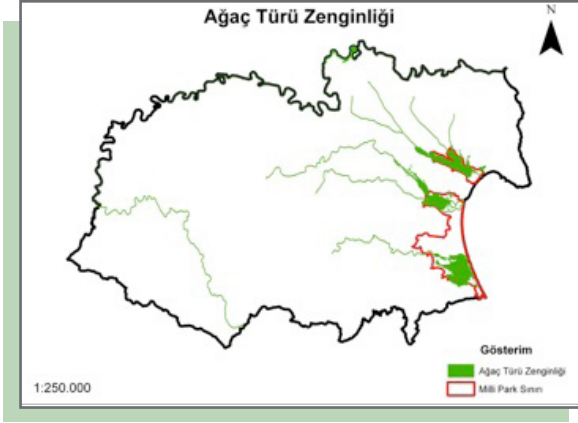 Ağaç Türü Zenginliği
N
Gösterim
Ağaç Türü Zenginliği
Milli Park Sınırı
1:250.000